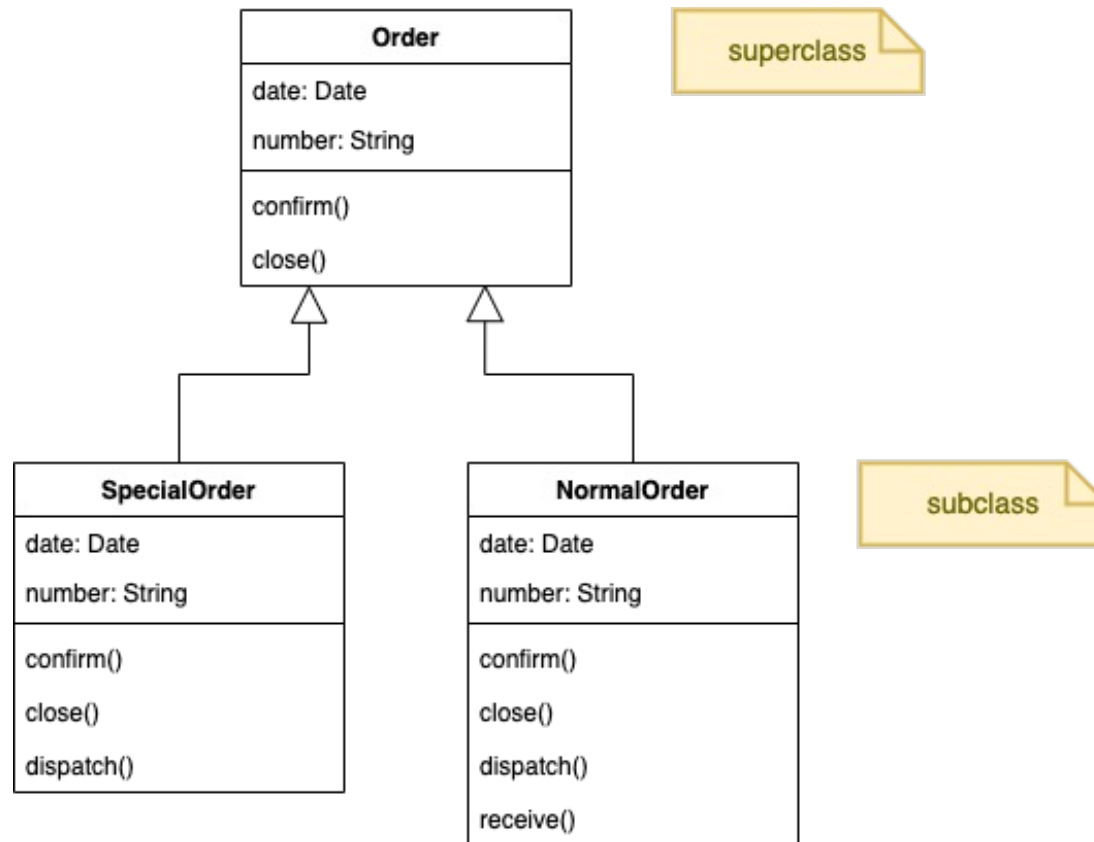 Order
date: Date
number: String
confirm()
close()
superclass
SpecialOrder
date: Date
number: String
confirm()
close()
dispatch()
NormalOrder
date: Date
number: String
confirm()
close()
dispatch()
receive()
subclass